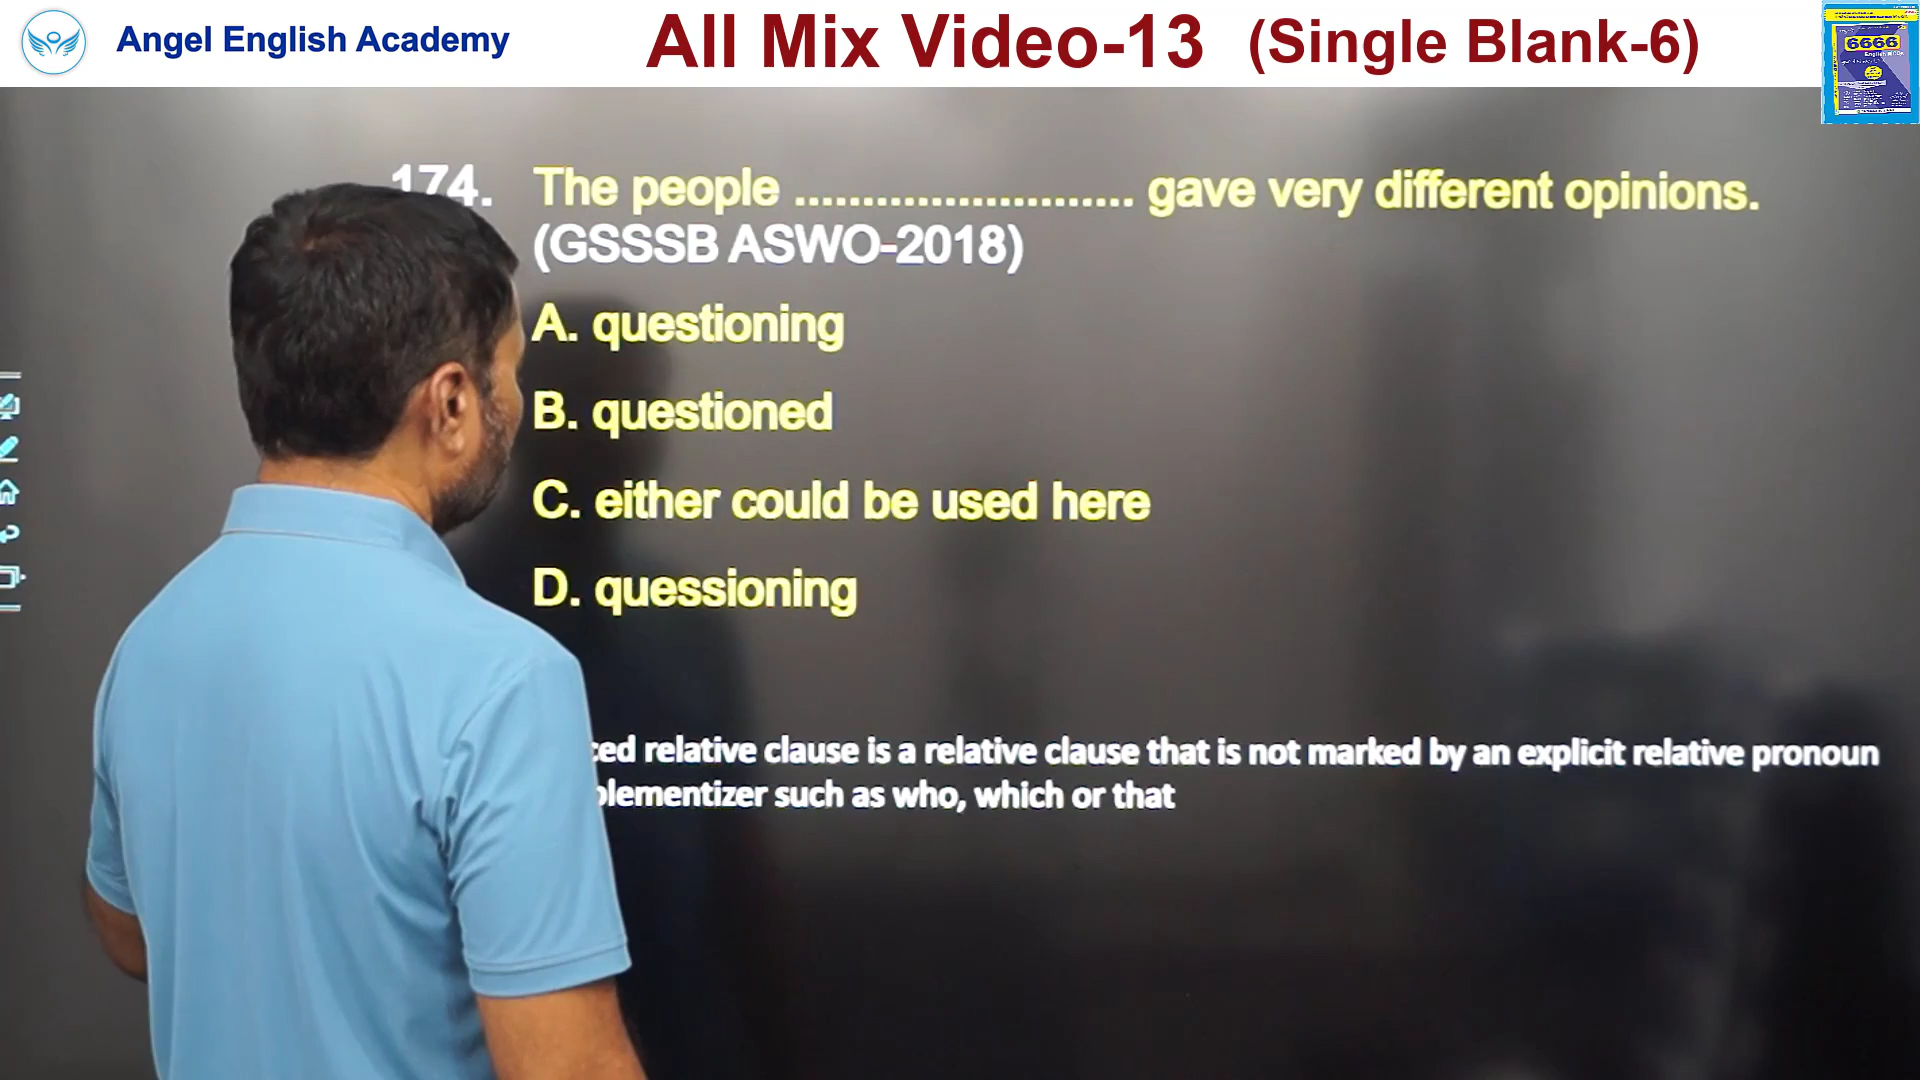 Angel English Academy
All Mix Video-13 (Single Blank-6)
6666
174. The people ......................... gave very different opinions.
(GSSSB ASWO-2018)
A. questioning
B. questioned
C. either could be used here
D. quessioning
relative clause is a relative clause that is not marked by an explicit relative pronoun
such as who, which or that